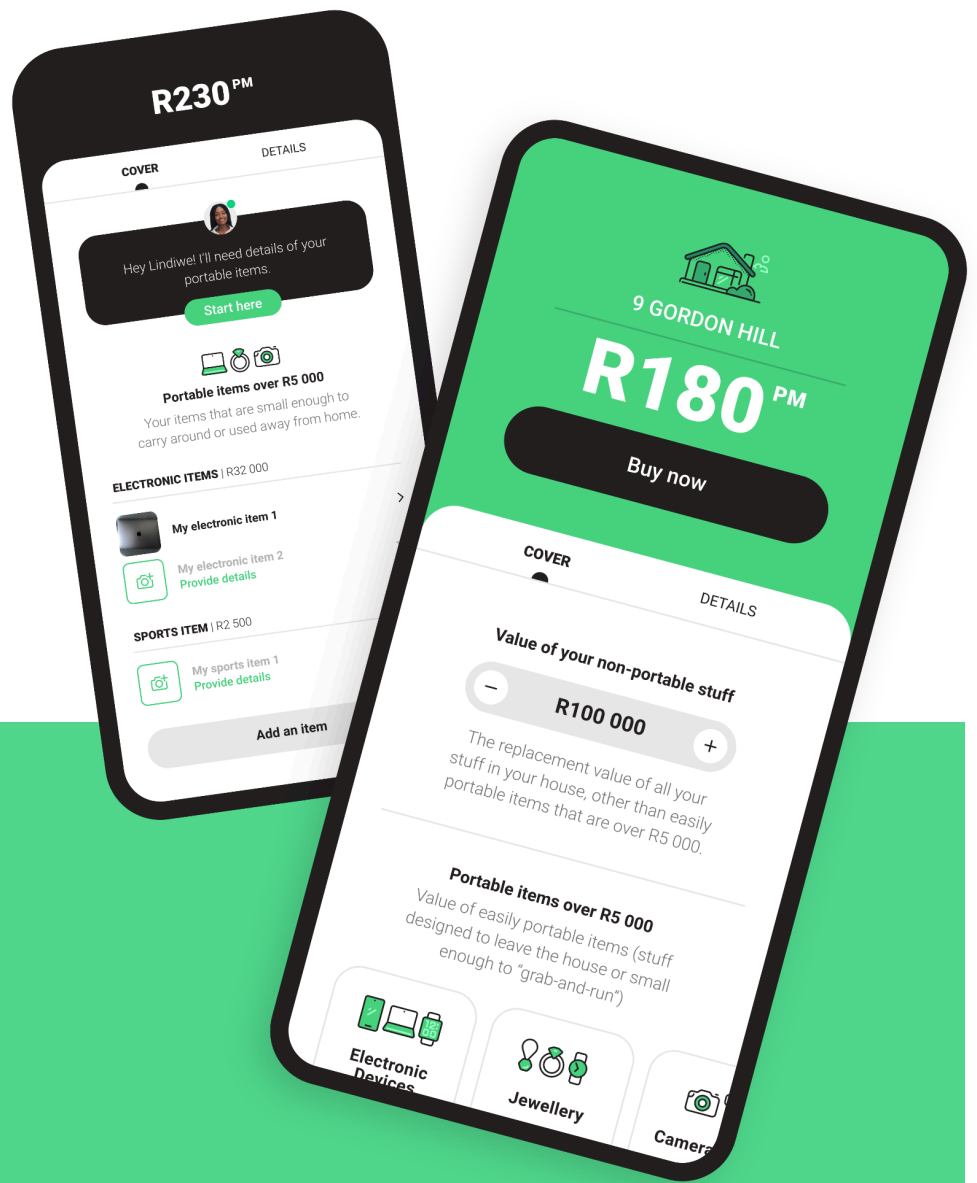 R230 PM
COVER
DETAILS
Hey Lindiwe! I'll need details of your
portable items.
Start here
Portable items over R5 000
Your items that are small enough to
carry around or used away from home.
ELECTRONIC ITEMS | R32 000
My electronic item 1
My electronic item 2
Provide details
SPORTS ITEM | R2 500
My sports item 1
Provide details
Add an item
9 GORDON HILL
R180 PM
Buy now
COVER
DETAILS
Value of your non-portable stuff
R100 000
The replacement value of all your
stuff in your house, other than easily
portable items that are over R5 000.
Portable items over R5 000
Value of easily portable items (stuff
designed to leave the house or small
enough to “grab-and-run”)
Electronic
Devices
Jewellery